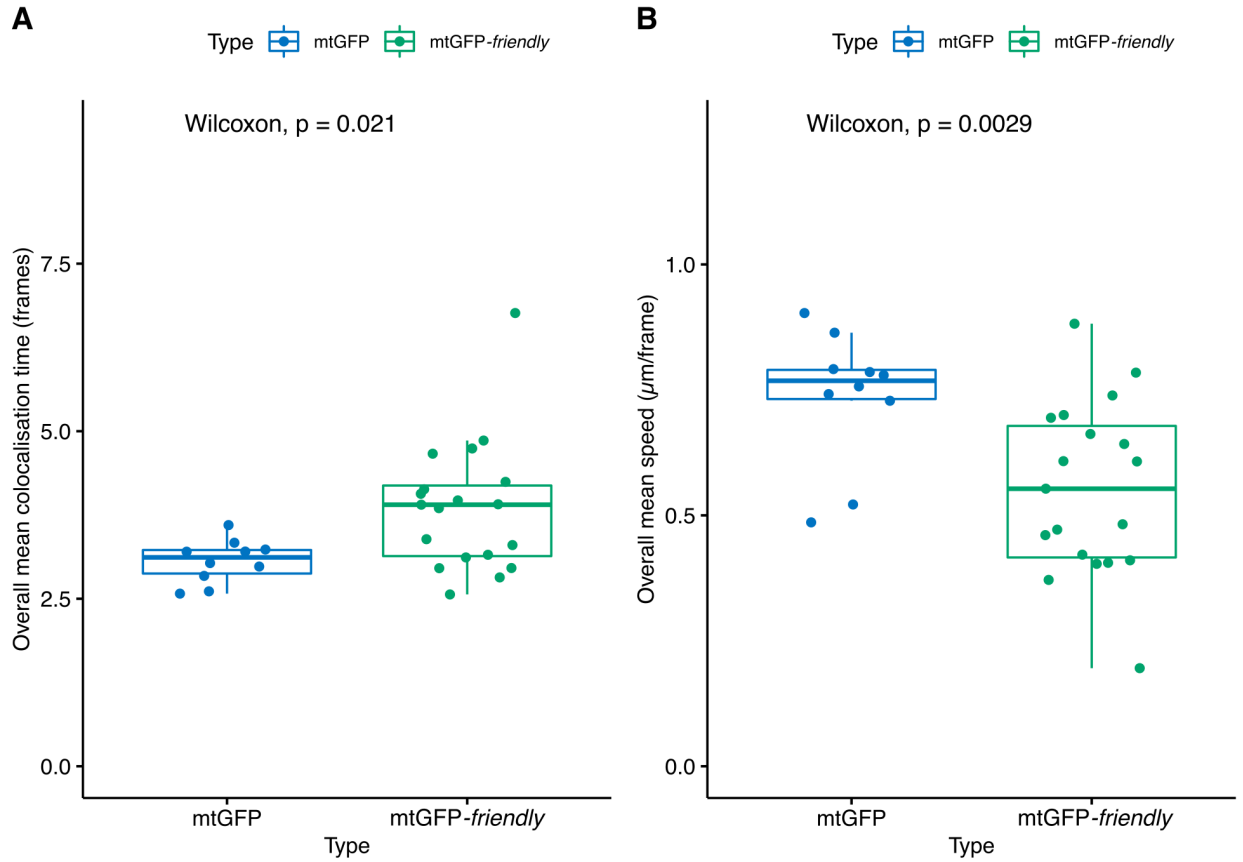 A
Type mtGFP mtGFP-friendly
Wilcoxon, p = 0.021
Overall mean colocalisation time (frames)
7.5
5.0
2.5
0.0
mtGFP mtGFP-friendly
Type
B
Type mtGFP mtGFP-friendly
Wilcoxon, p = 0.0029
Overall mean speed (μm/frame)
1.0
0.5
0.0
mtGFP mtGFP-friendly
Type